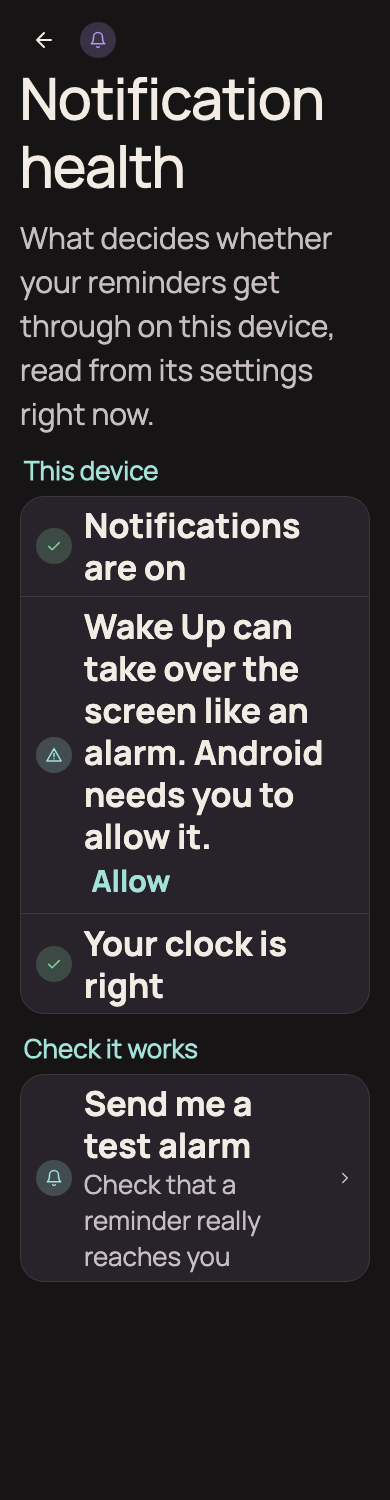 Notification
health
What decides whether
your reminders get
through on this device,
read from its settings
right now.
This device
Notifications
are on
Wake Up can
take over the
screen like an
alarm. Android
needs you to
allow it.
Allow
Your clock is
right
Check it works
Send me a
test alarm
Check that a
reminder really
reaches you